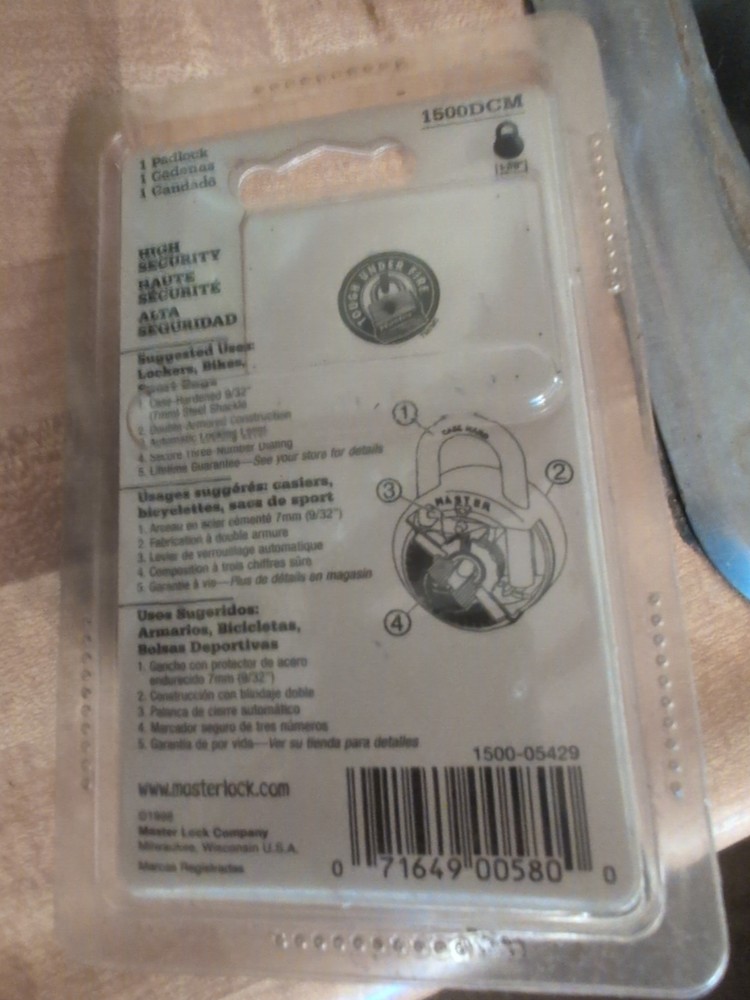 1500DCM
1 Padlock
1 Cadenas
1 Candado
HIGH
SECURITY
HAUTE
SÉCURITÉ
ALTA
SEGURIDAD
TOUGH UNDER FIRE
Suggested Uses:
Lockers, Bikes,
Case-Hardened 9/32"
(7mm) Steel Shackle
2. Double-Armored Construction
3. Automatic Locking Lever
4. Secure Three-Number Dialing
5. Lifetime Guarantee—See your store for details
Usages suggérés: casiers,
bicyclettes, sacs de sport
1. Anneau en acier cémenté 7mm (9/32")
2. Fabrication à double armure
3. Levier de verrouillage automatique
4. Composition à trois chiffres sûre
5. Garantie à vie—Plus de détails en magasin
Usos Sugeridos:
Armarios, Bicicletas,
Bolsas Deportivas
1. Gancho con protector de acero
endurecido 7mm (9/32")
2. Construcción con blindaje doble
3. Palanca de cierre automático
4. Marcador seguro de tres números
5. Garantía de por vida—Ver su tienda para detalles
1
CASE HARD
2
3
MASTER
4
www.masterlock.com
©1998
Master Lock Company
Milwaukee, Wisconsin U.S.A.
Marcas Registradas
1500-05429
0 71649 00580 0